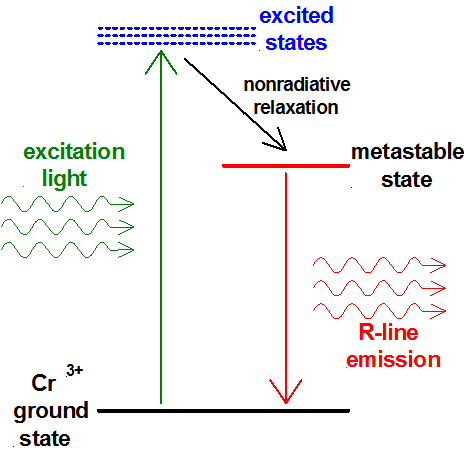 excited
states
nonradiative
relaxation
excitation
light
metastable
state
R-line
emission
Cr 3+
ground
state